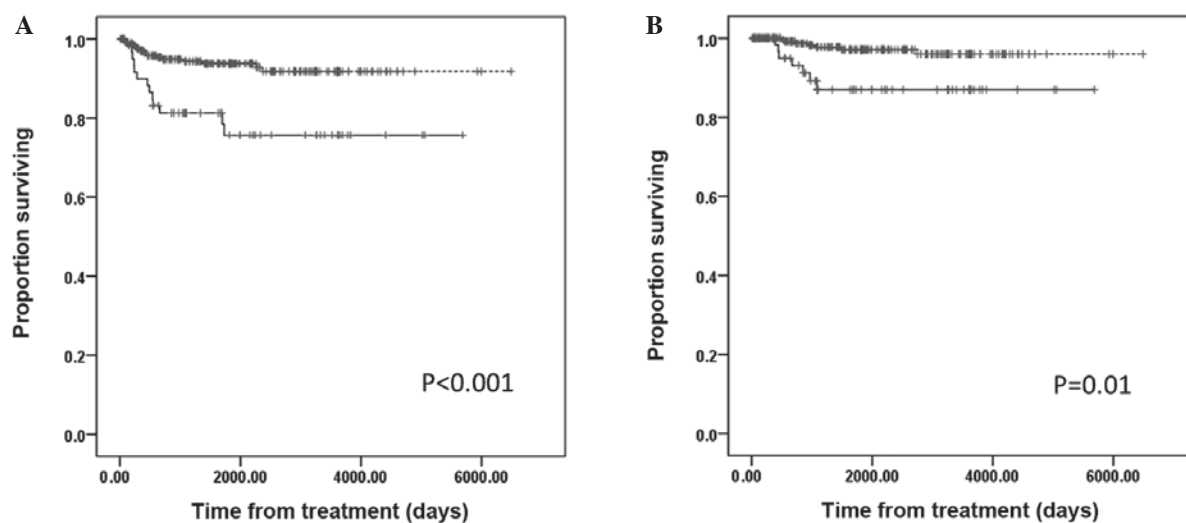 A
Proportion surviving
1.0
0.8
0.6
0.4
0.2
0.0
P<0.001
0.00 2000.00 4000.00 6000.00
Time from treatment (days)
B
Proportion surviving
1.0
0.8
0.6
0.4
0.2
0.0
P=0.01
0.00 2000.00 4000.00 6000.00
Time from treatment (days)